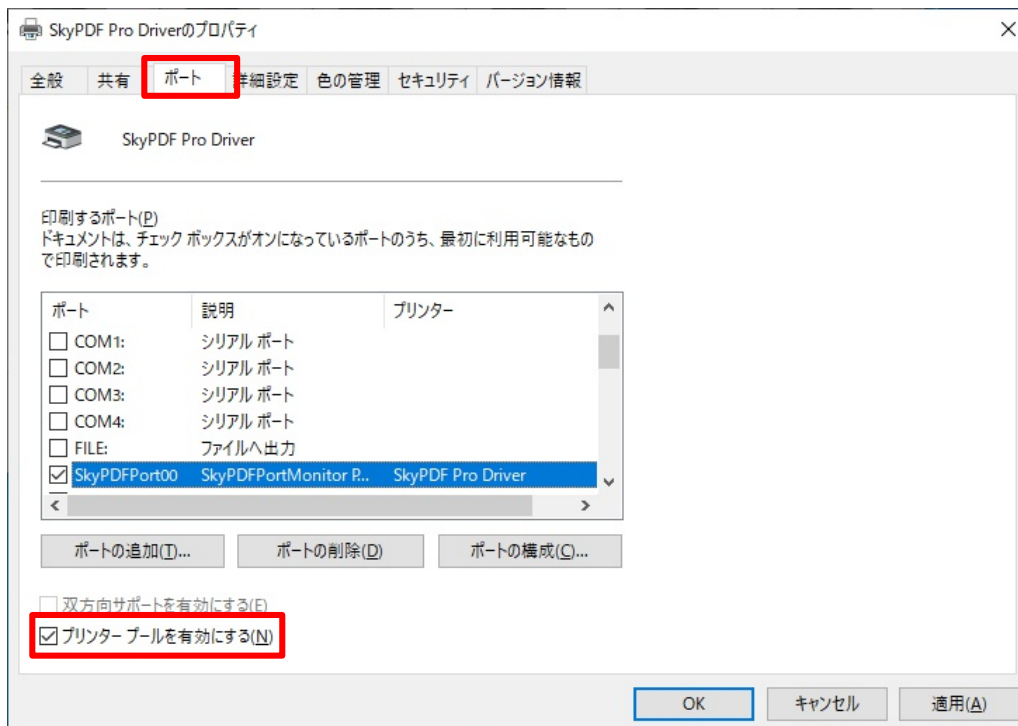 SkyPDF Pro Driverのプロパティ
全般 共有 ポート 詳細設定 色の管理 セキュリティ バージョン情報
SkyPDF Pro Driver
印刷するポート(P)
ドキュメントは、チェック ボックスがオンになっているポートのうち、最初に利用可能なもの
で印刷されます。
ポート 説明 プリンター
COM1: シリアル ポート
COM2: シリアル ポート
COM3: シリアル ポート
COM4: シリアル ポート
FILE: ファイルへ出力
SkyPDFPort00 SkyPDFPortMonitor P... SkyPDF Pro Driver
ポートの追加(T)... ポートの削除(D) ポートの構成(C)...
双方向サポートを有効にする(E)
プリンター プールを有効にする(N)
OK キャンセル 適用(A)